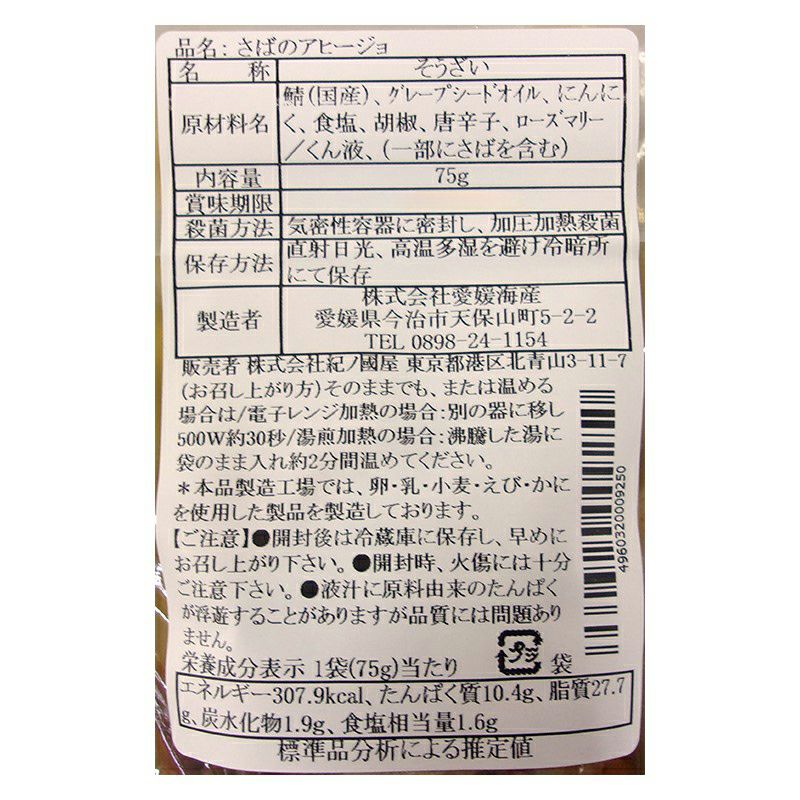 品名: さばのアヒージョ
名 称 そうざい
原材料名 鯖(国産)、グレープシードオイル、にんに
く、食塩、胡椒、唐辛子、ローズマリー
/くん液、(一部にさばを含む)
内容量 75g
賞味期限
殺菌方法 気密性容器に密封し、加圧加熱殺菌
保存方法 直射日光、高温多湿を避け冷暗所
にて保存
製造者 株式会社愛媛海産
愛媛県今治市天保山町5-2-2
TEL 0898-24-1154
販売者 株式会社紀ノ國屋 東京都港区北青山3-11-7
(お召し上がり方)そのままでも、または温める
場合は/電子レンジ加熱の場合:別の器に移し
500W約30秒/湯煎加熱の場合:沸騰した湯に
袋のまま入れ約2分間温めてください。
*本品製造工場では、卵・乳・小麦・えび・かに
を使用した製品を製造しております。
【ご注意】●開封後は冷蔵庫に保存し、早めに
お召し上がり下さい。●開封時、火傷には十分
ご注意下さい。●液汁に原料由来のたんぱく
が浮遊することがありますが品質には問題あり
ません。
栄養成分表示 1袋(75g)当たり
プラ 袋
エネルギー307.9kcal、たんぱく質10.4g、脂質27.7
g、炭水化物1.9g、食塩相当量1.6g
標準品分析による推定値
4960320009250